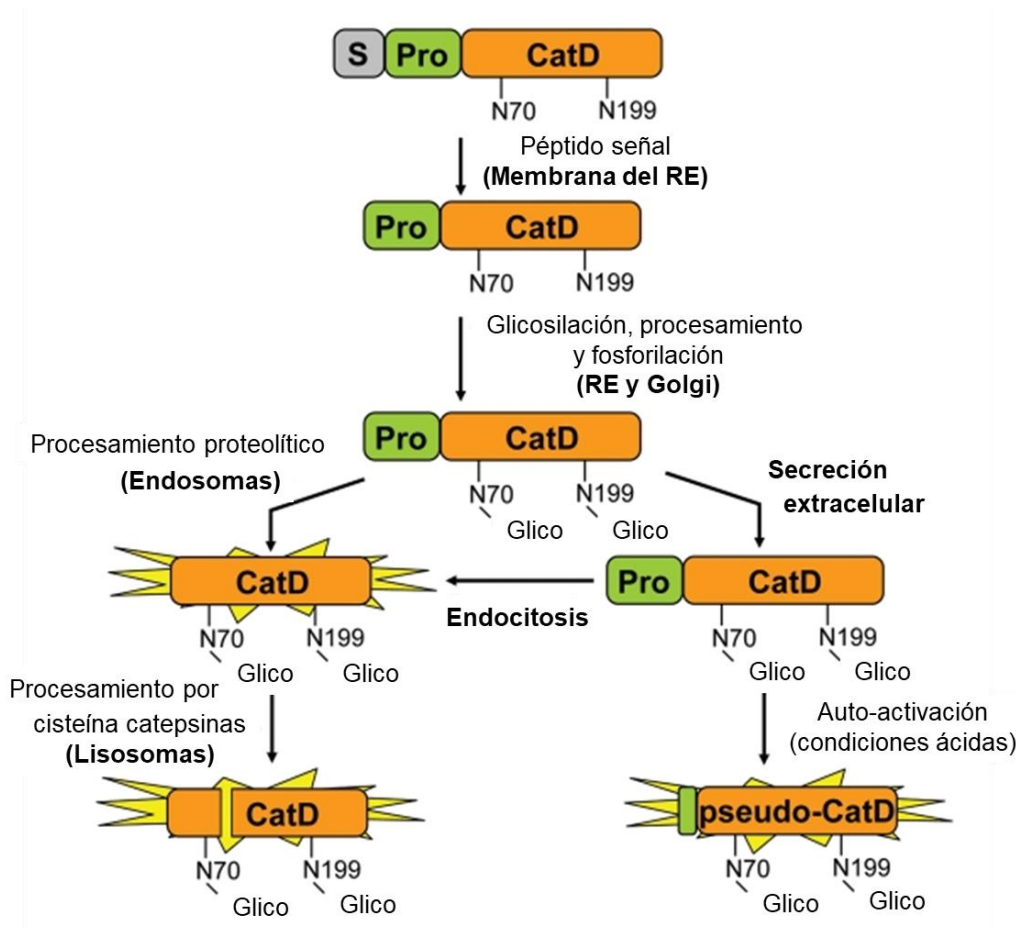 S Pro CatD
N70 N199
Péptido señal
(Membrana del RE)
Pro CatD
N70 N199
Glicosilación, procesamiento
y fosforilación
(RE y Golgi)
Pro CatD
N70 N199
Glico Glico
Procesamiento proteolítico
(Endosomas)
Secreción
extracelular
CatD
N70 N199
Glico Glico
Endocitosis
Pro CatD
N70 N199
Glico Glico
Procesamiento por
cisteína catepsinas
(Lisosomas)
Auto-activación
(condiciones ácidas)
CatD
N70 N199
Glico Glico
pseudo-CatD
N70 N199
Glico Glico